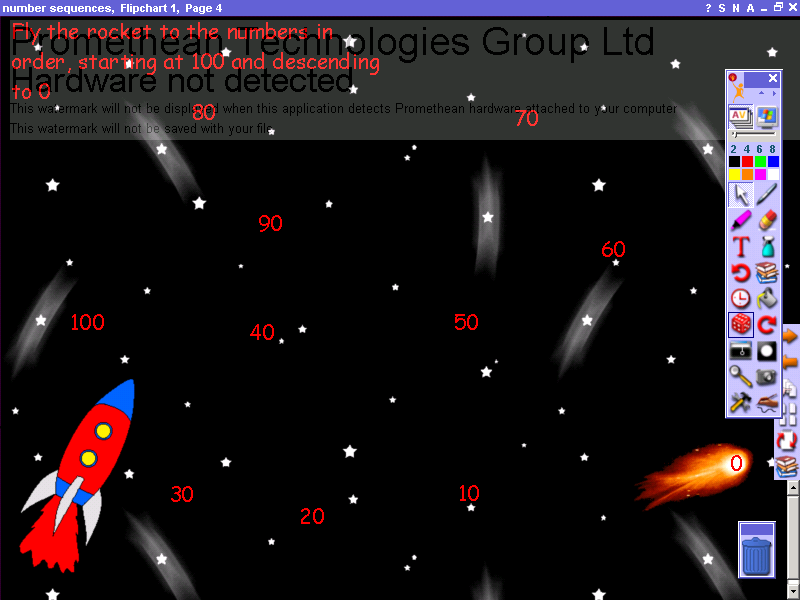 number sequences, Flipchart 1, Page 4
? S N A
Fly the rocket to the numbers in
order, starting at 100 and descending
to 0
Promethean Technologies Group Ltd
Hardware not detected
This watermark will not be displayed when this application detects Promethean hardware attached to your computer
This watermark will not be saved with your file
80
70
90
60
100
40
50
30
20
10
0
2 4 6 8